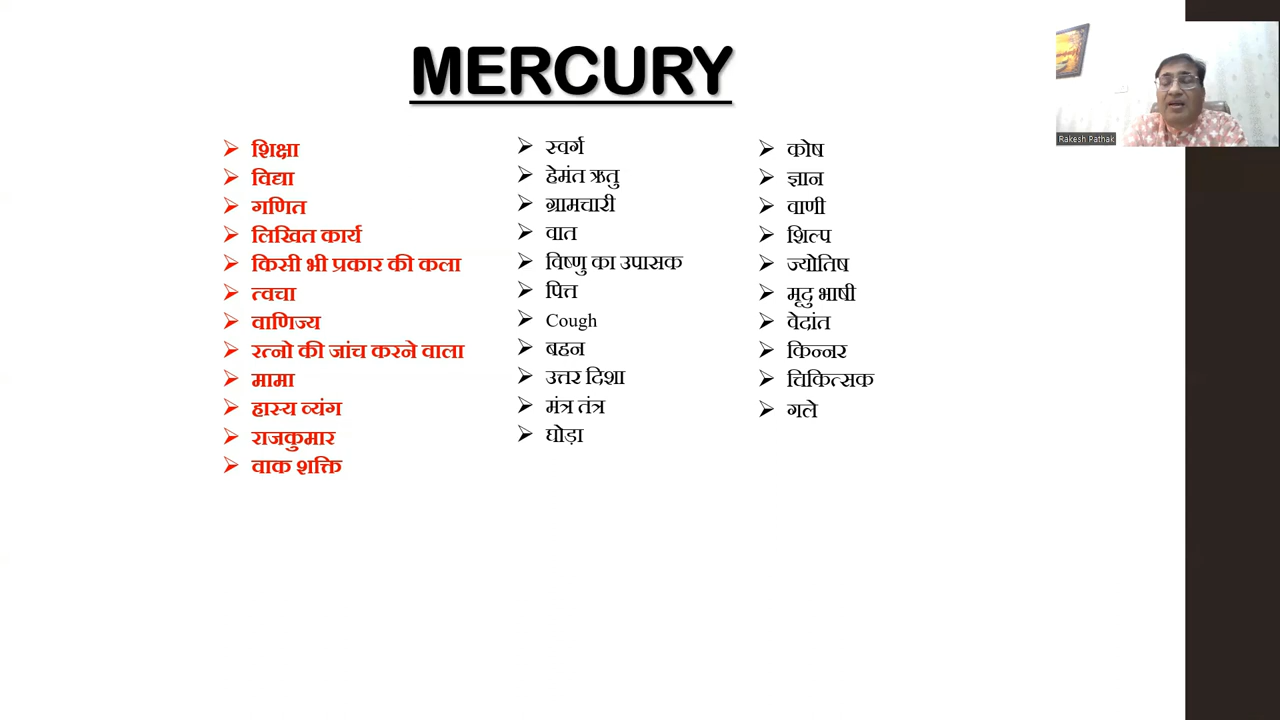 MERCURY
Rakesh Pathak
शिक्षा
विद्या
गणित
लिखित कार्य
किसी भी प्रकार की कला
त्वचा
वाणिज्य
रत्नो की जांच करने वाला
मामा
हास्य व्यंग
राजकुमार
वाक शक्ति
स्वर्ग
हेमंत ऋतु
ग्रामचारी
वात
विष्णु का उपासक
पित्त
Cough
बहन
उत्तर दिशा
मंत्र तंत्र
घोड़ा
कोष
ज्ञान
वाणी
शिल्प
ज्योतिष
मृदु भाषी
वेदांत
किन्नर
चिकित्सक
गले